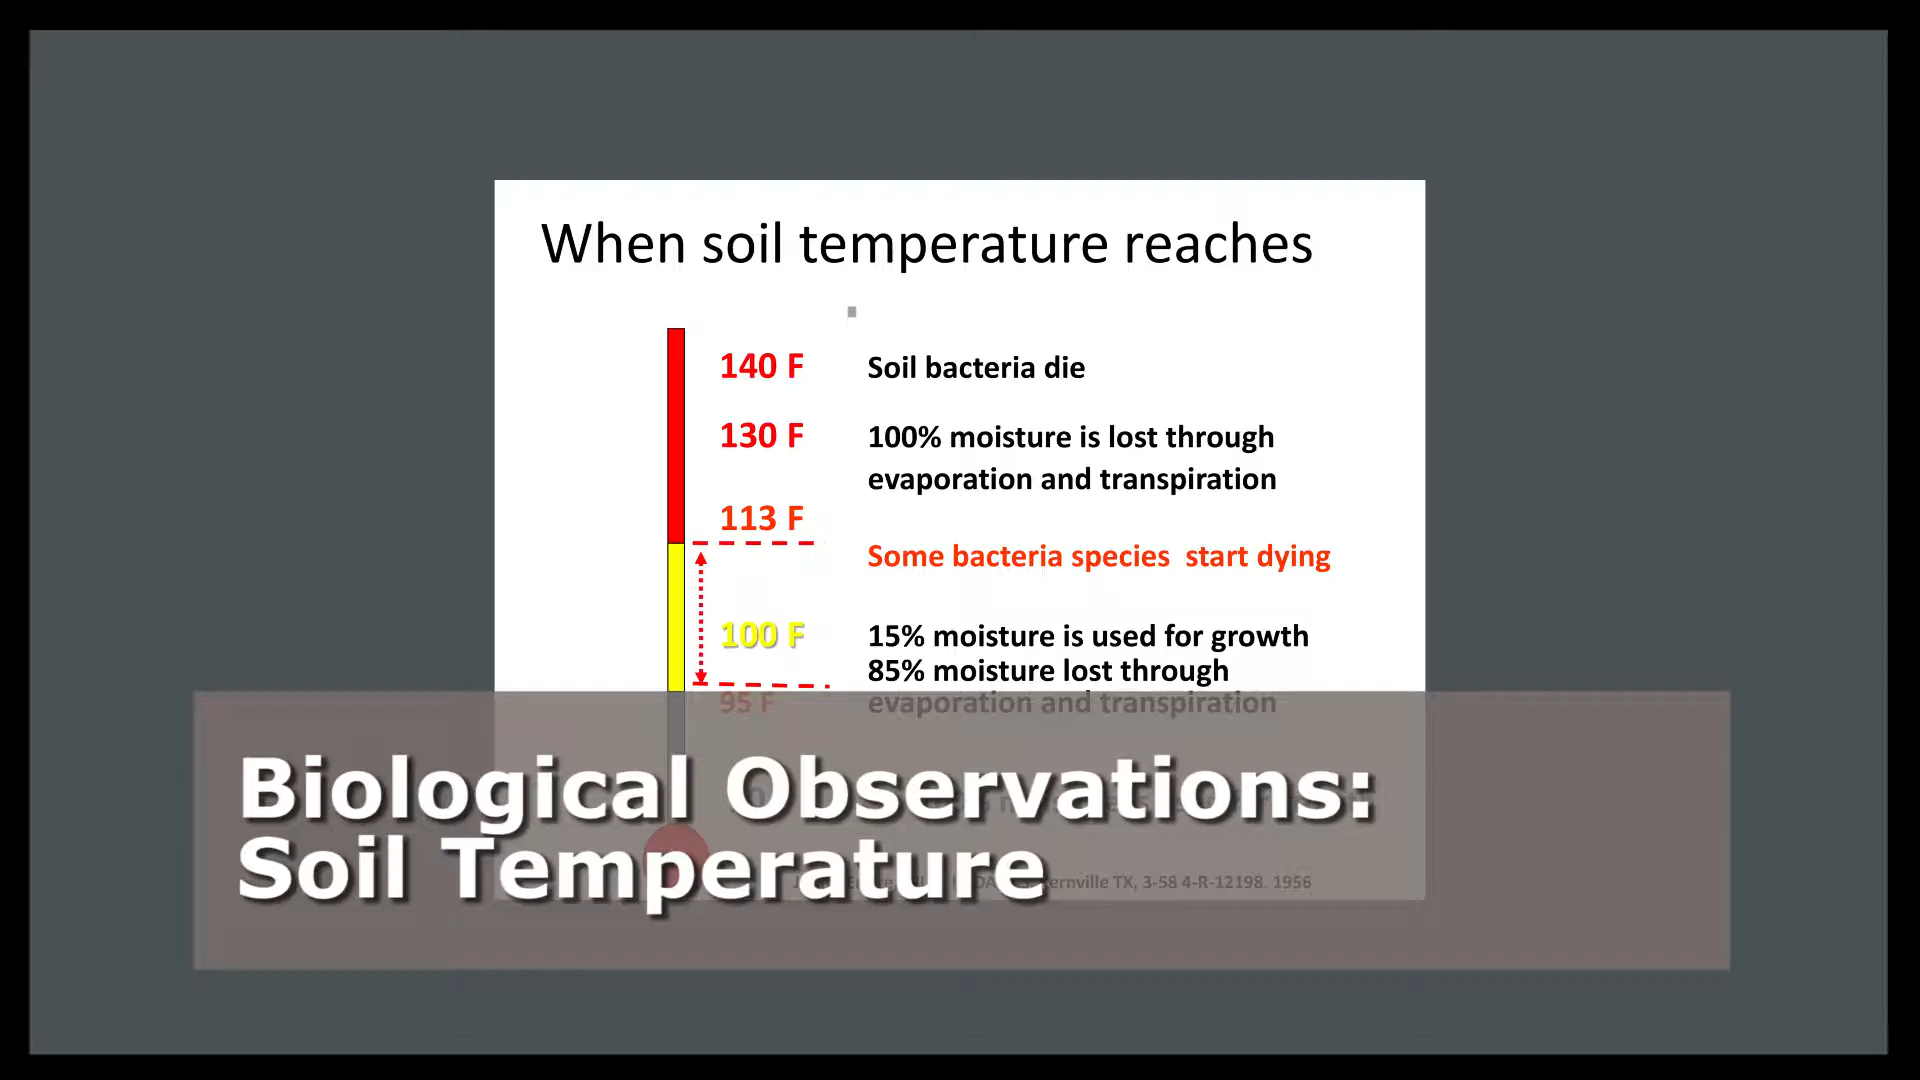 When soil temperature reaches
140 F Soil bacteria die
130 F 100% moisture is lost through
evaporation and transpiration
113 F
Some bacteria species start dying
100 F 15% moisture is used for growth
85% moisture lost through
95 F evaporation and transpiration
Biological Observations:
Soil Temperature
TX, 3-58 4-R-12198. 1956